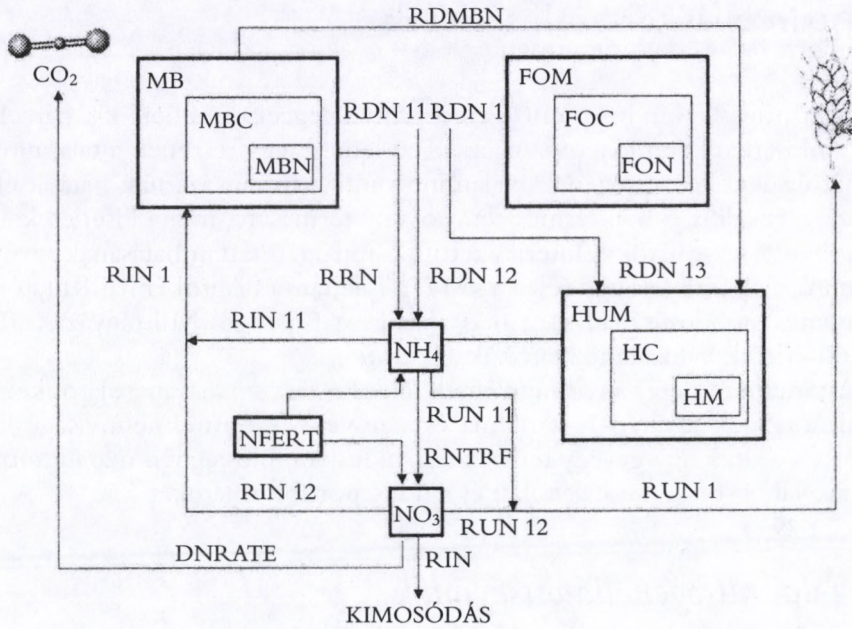 RDMBN
CO₂
MB
FOM
MBC
RDN 11 RDN 1
FOC
MBN
FON
RIN 1
RRN
RDN 12
RDN 13
RIN 11
NH₄
HUM
HC
HM
NFERT
RUN 11
RNTRF
RIN 12
NO₃
RUN 12
RUN 1
DNRATE
RIN
KIMOSÓDÁS